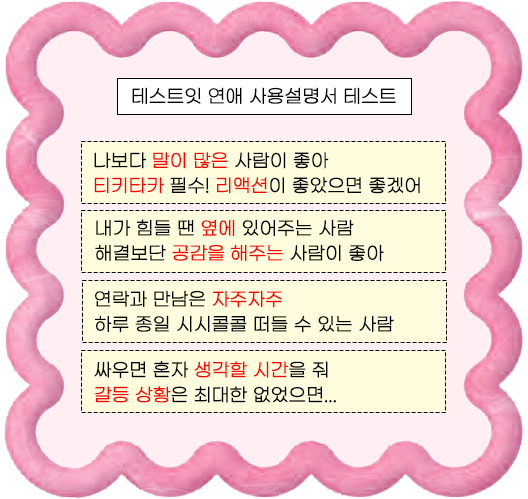 테스트잇 연애 사용설명서 테스트
나보다 말이 많은 사람이 좋아
티키타카 필수! 리액션이 좋았으면 좋겠어
내가 힘들 땐 옆에 있어주는 사람
해결보단 공감을 해주는 사람이 좋아
연락과 만남은 자주자주
하루 종일 시시콜콜 떠들 수 있는 사람
싸우면 혼자 생각할 시간을 줘
갈등 상황은 최대한 없었으면...